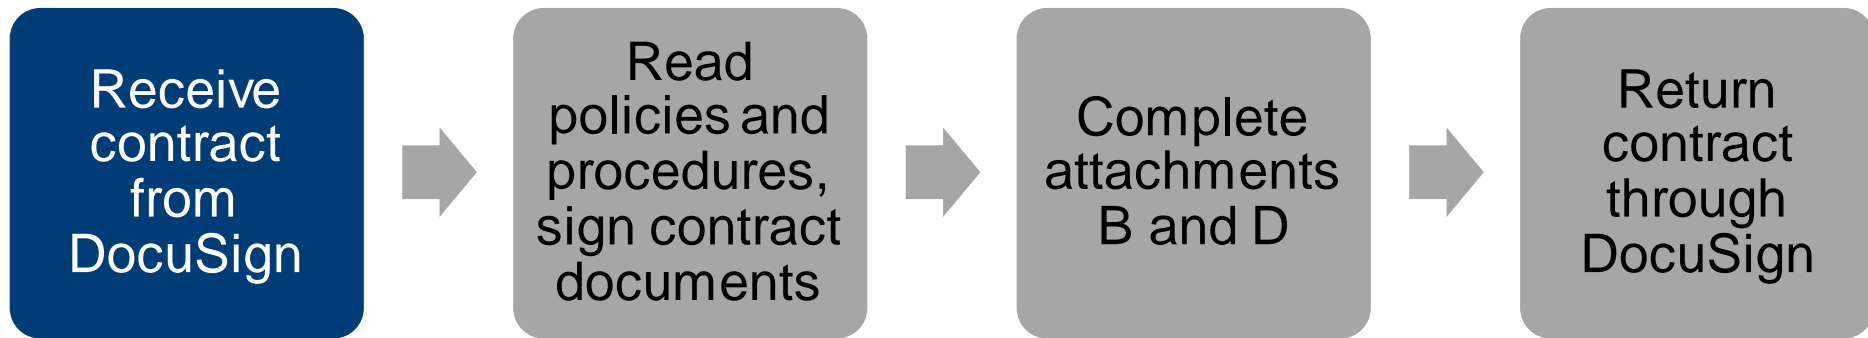 Receive
contract
from
DocuSign
Read
policies and
procedures,
sign contract
documents
Complete
attachments
B and D
Return
contract
through
DocuSign